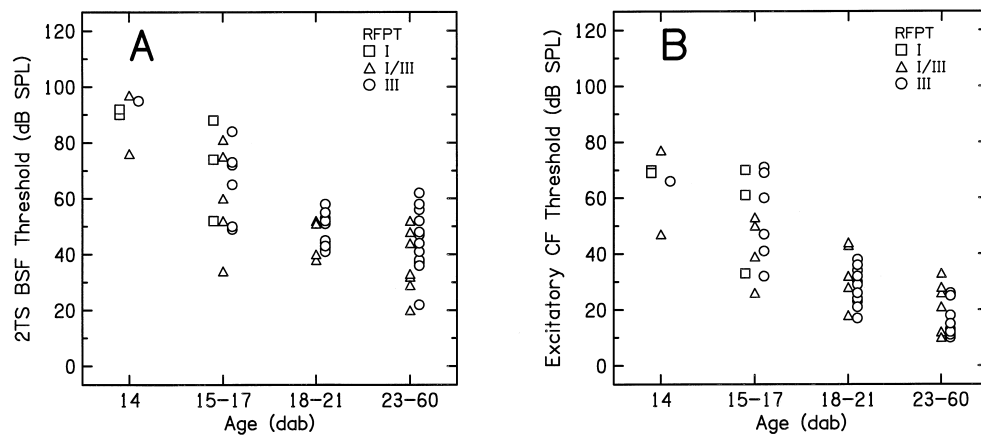 A
2TS BSF Threshold (dB SPL)
120
100
80
60
40
20
0
RFPT
I
I/III
III
14
15-17
18-21
23-60
Age (dab)
B
Excitatory CF Threshold (dB SPL)
120
100
80
60
40
20
0
RFPT
I
I/III
III
14
15-17
18-21
23-60
Age (dab)